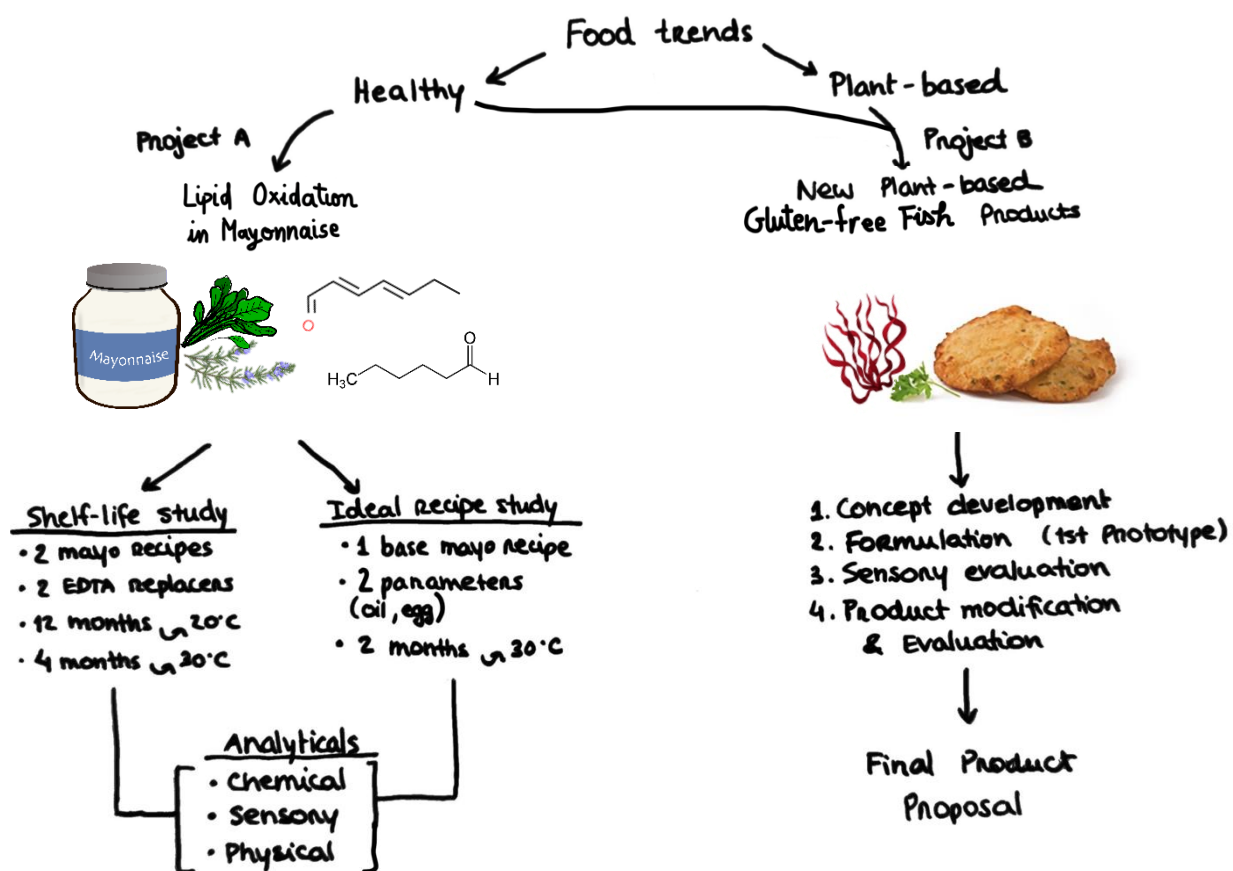 Food trends
Healthy
Plant-based
Project A
Project B
Lipid Oxidation
in Mayonnaise
New Plant-based
Gluten-free Fish Products
Mayonnaise
O
O
H₃C
H
Shelf-life study
• 2 mayo recipes
• 2 EDTA replacers
• 12 months ↝ 20°C
• 4 months ↝ 30°C
Ideal recipe study
• 1 base mayo recipe
• 2 parameters
(oil, egg)
• 2 months ↝ 30°C
Analyticals
• Chemical
• Sensory
• Physical
1. Concept development
2. Formulation (1st Prototype)
3. Sensory evaluation
4. Product modification
& Evaluation
Final Product
Proposal